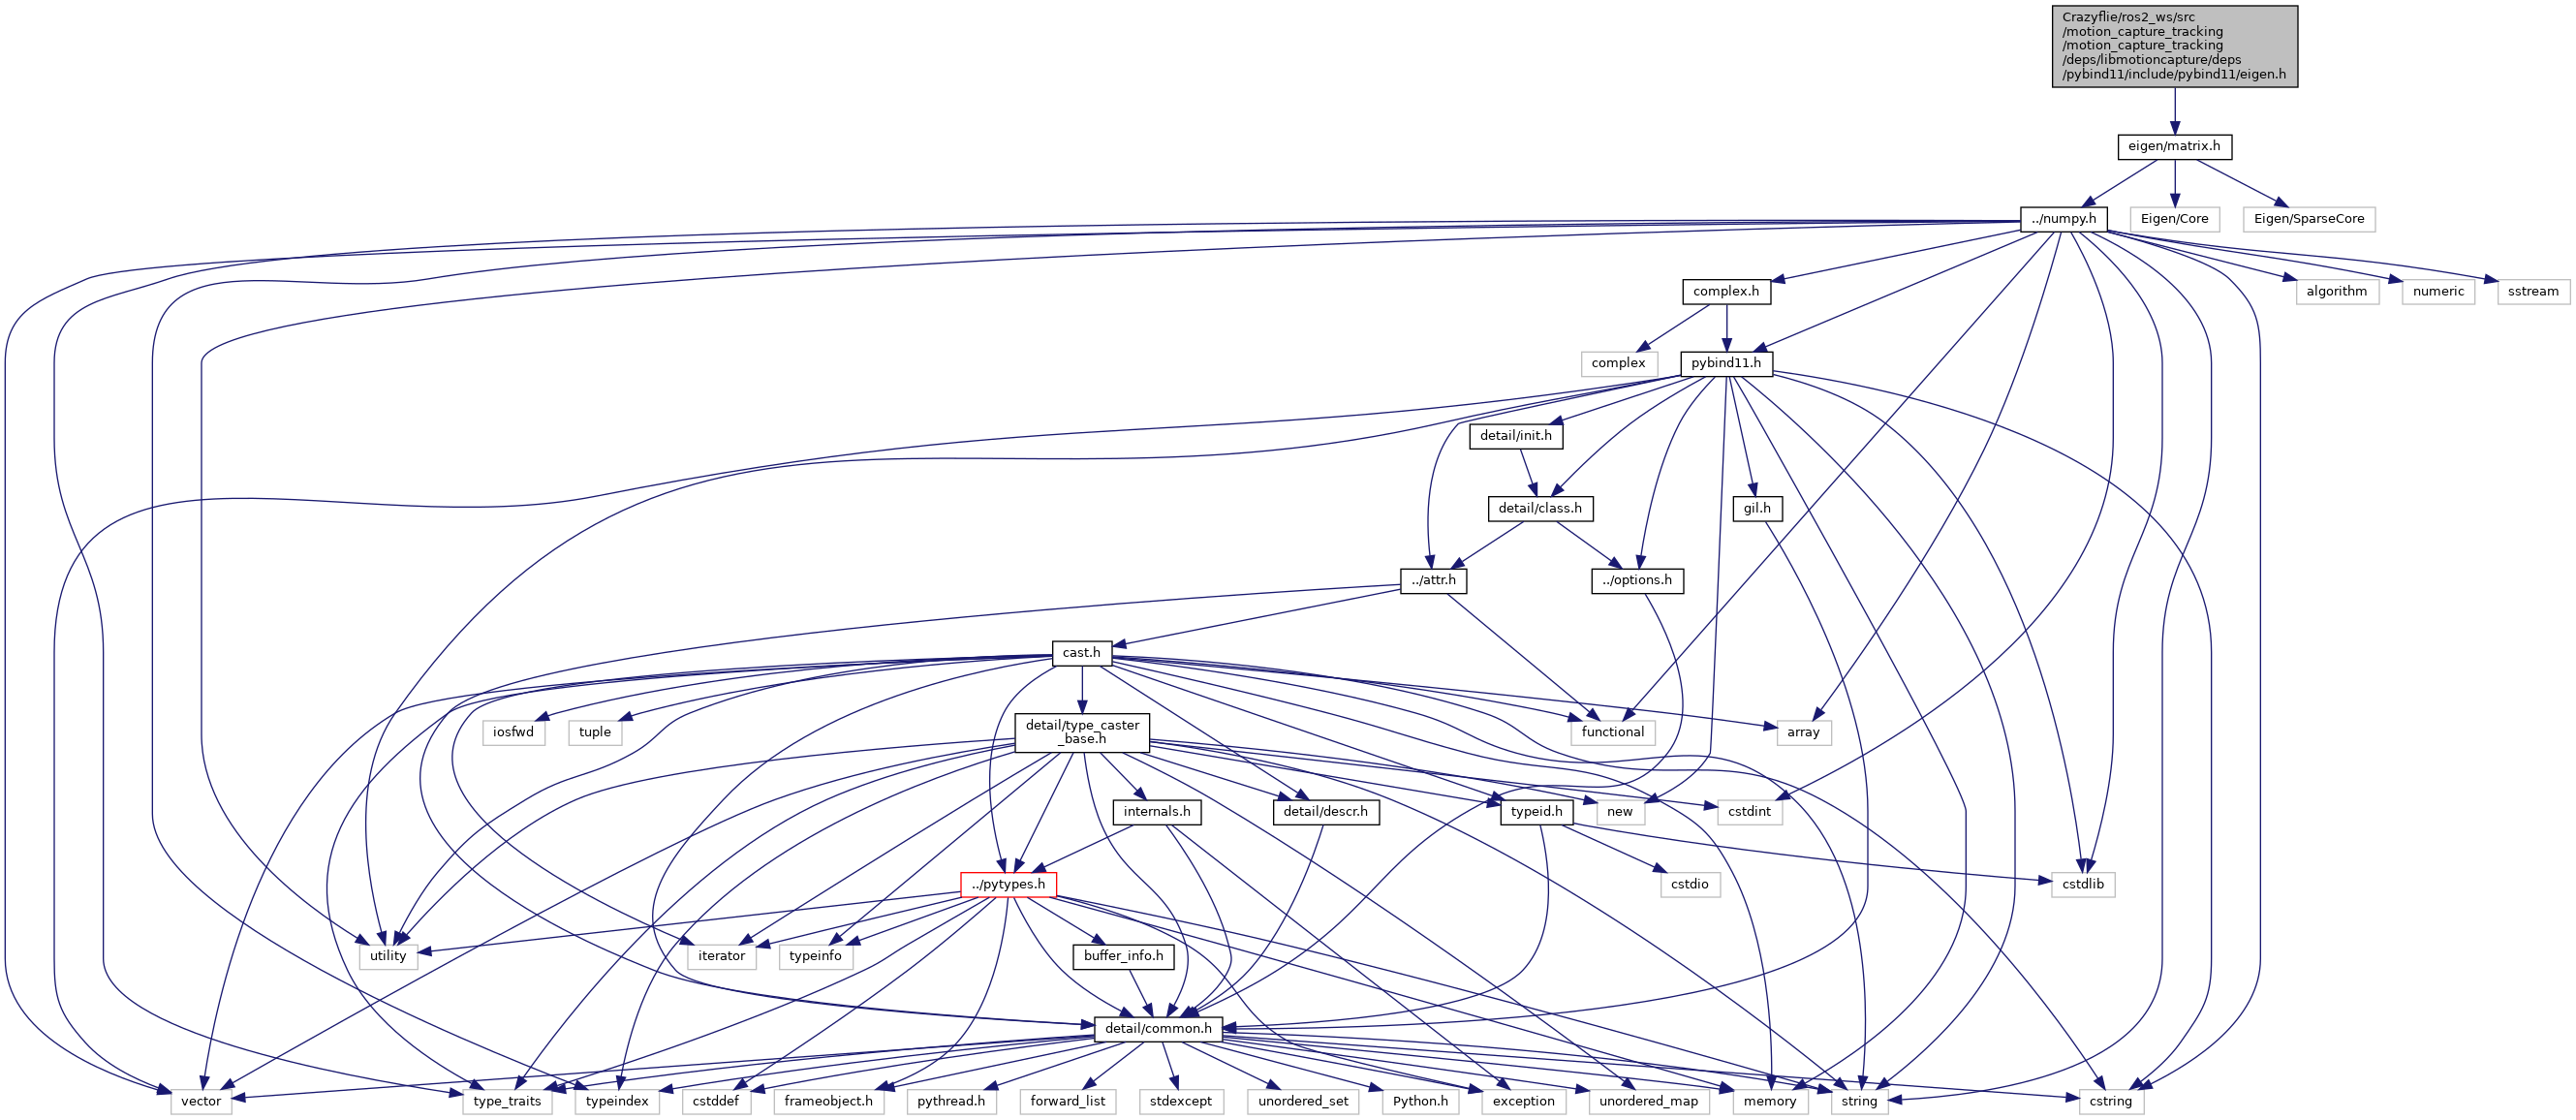 Crazyflie/ros2_ws/src
/motion_capture_tracking
/motion_capture_tracking
/deps/libmotioncapture/deps
/pybind11/include/pybind11/eigen.h
eigen/matrix.h
../numpy.h
Eigen/Core
Eigen/SparseCore
complex.h
algorithm
numeric
sstream
complex
pybind11.h
detail/init.h
detail/class.h
gil.h
../attr.h
../options.h
cast.h
iosfwd
tuple
detail/type_caster
_base.h
functional
array
internals.h
detail/descr.h
typeid.h
new
cstdint
../pytypes.h
cstdio
cstdlib
utility
iterator
typeinfo
buffer_info.h
detail/common.h
vector
type_traits
typeindex
cstddef
frameobject.h
pythread.h
forward_list
stdexcept
unordered_set
Python.h
exception
unordered_map
memory
string
cstring